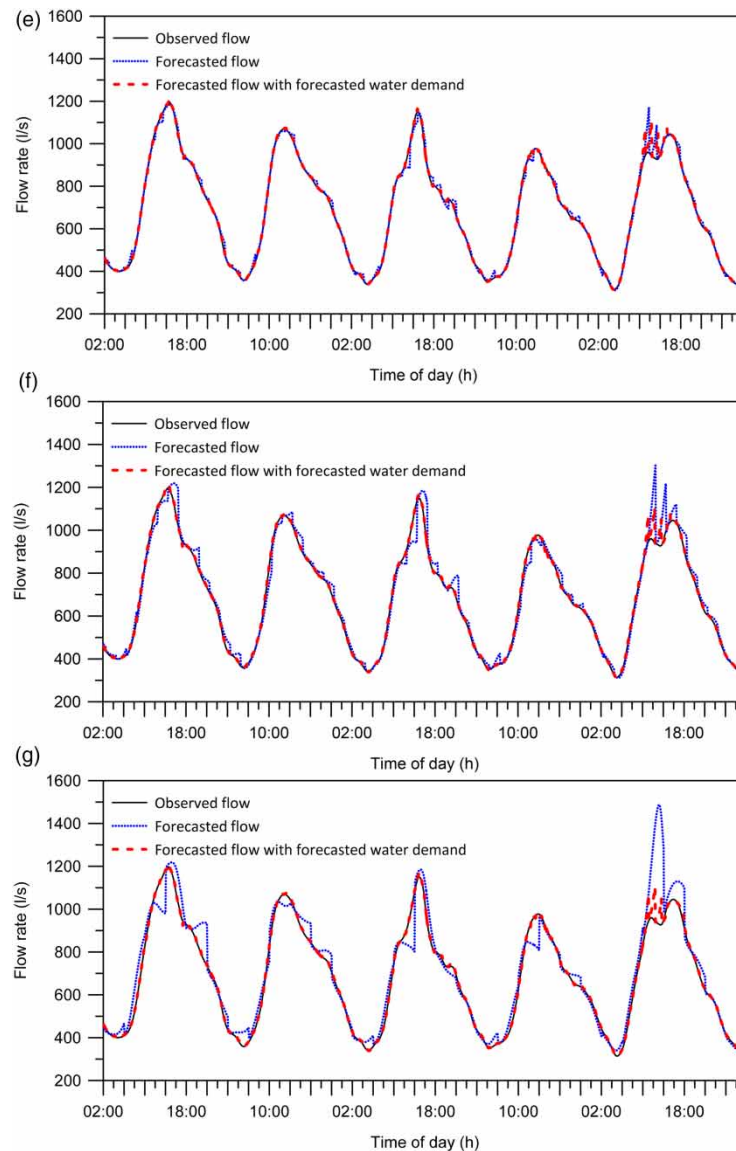 (e)
1600
1400
1200
1000
800
600
400
200
Flow rate (l/s)
Observed flow
Forecasted flow
Forecasted flow with forecasted water demand
02:00 18:00 10:00 02:00 18:00 10:00 02:00 18:00
Time of day (h)
(f)
1600
1400
1200
1000
800
600
400
200
Flow rate (l/s)
Observed flow
Forecasted flow
Forecasted flow with forecasted water demand
02:00 18:00 10:00 02:00 18:00 10:00 02:00 18:00
Time of day (h)
(g)
1600
1400
1200
1000
800
600
400
200
Flow rate (l/s)
Observed flow
Forecasted flow
Forecasted flow with forecasted water demand
02:00 18:00 10:00 02:00 18:00 10:00 02:00 18:00
Time of day (h)